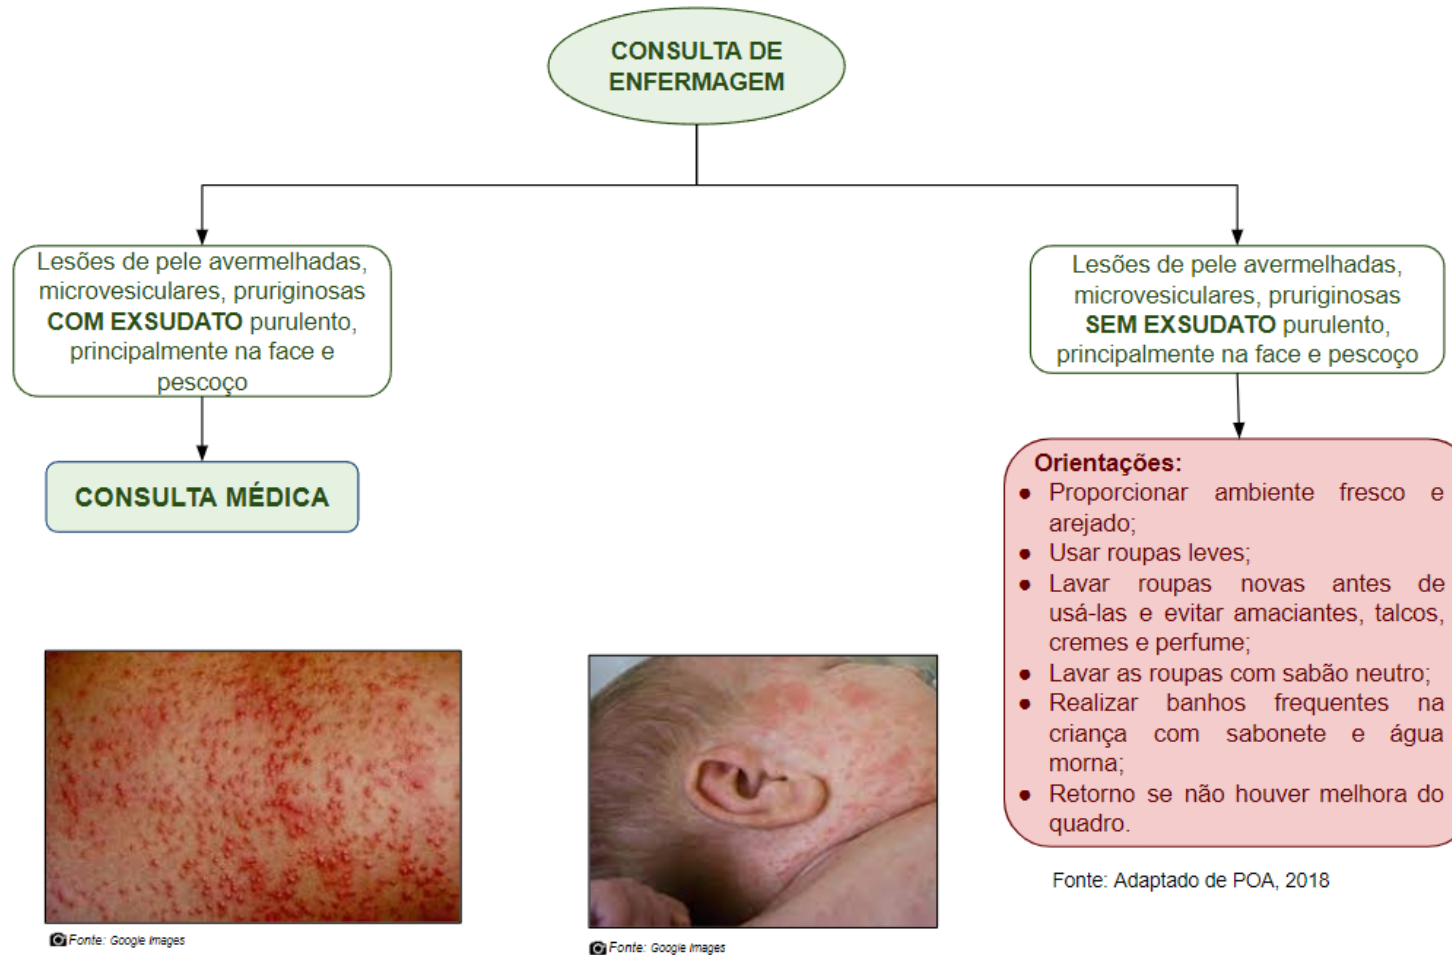 CONSULTA DE
ENFERMAGEM
Lesões de pele avermelhadas,
microvesiculares, pruriginosas
COM EXSUDATO purulento,
principalmente na face e
pescoço
CONSULTA MÉDICA
Lesões de pele avermelhadas,
microvesiculares, pruriginosas
SEM EXSUDATO purulento,
principalmente na face e pescoço
Orientações:
● Proporcionar ambiente fresco e
arejado;
● Usar roupas leves;
● Lavar roupas novas antes de
usá-las e evitar amaciantes, talcos,
cremes e perfume;
● Lavar as roupas com sabão neutro;
● Realizar banhos frequentes na
criança com sabonete e água
morna;
● Retorno se não houver melhora do
quadro.
Fonte: Adaptado de POA, 2018
Fonte: Google Images
Fonte: Google Images